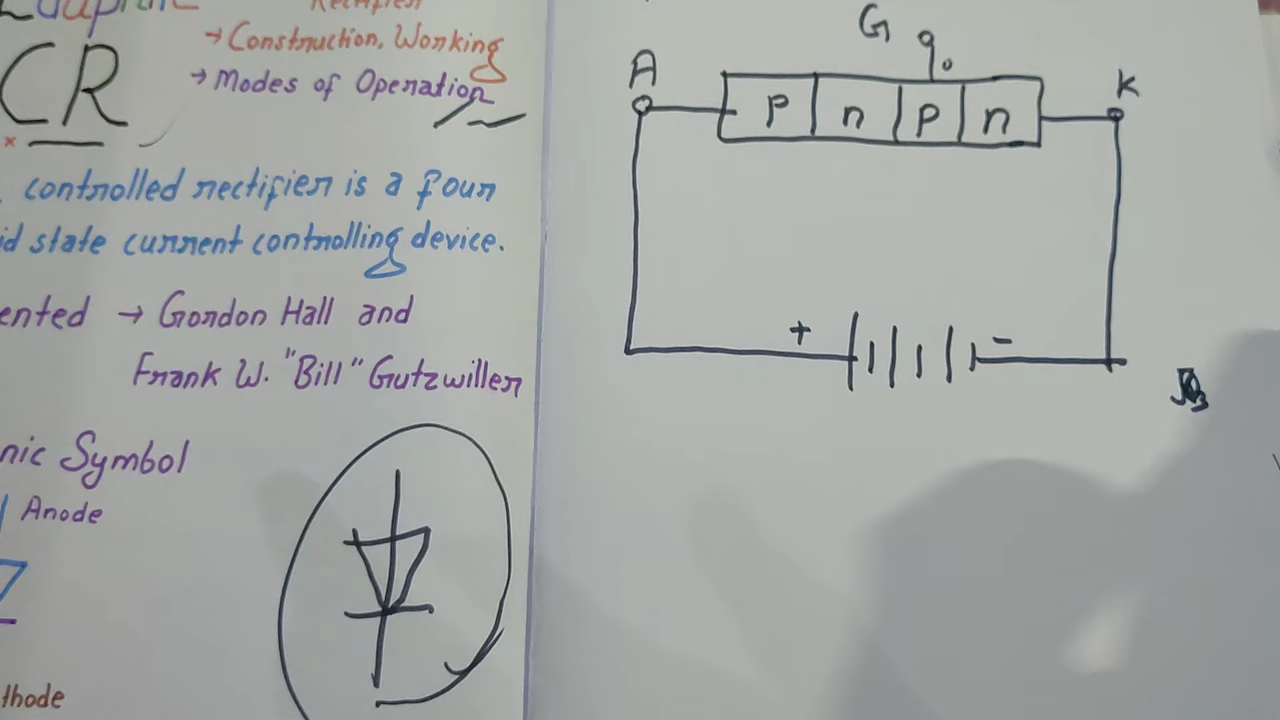 Rectifier
→ Construction, Working
→ Modes of Operation
CR
controlled rectifier is a four
id state current controlling device.
ented → Gordon Hall and
Frank W. "Bill" Gutzwiller
nic Symbol
Anode
thode
G g
A K
p n p n
+ -